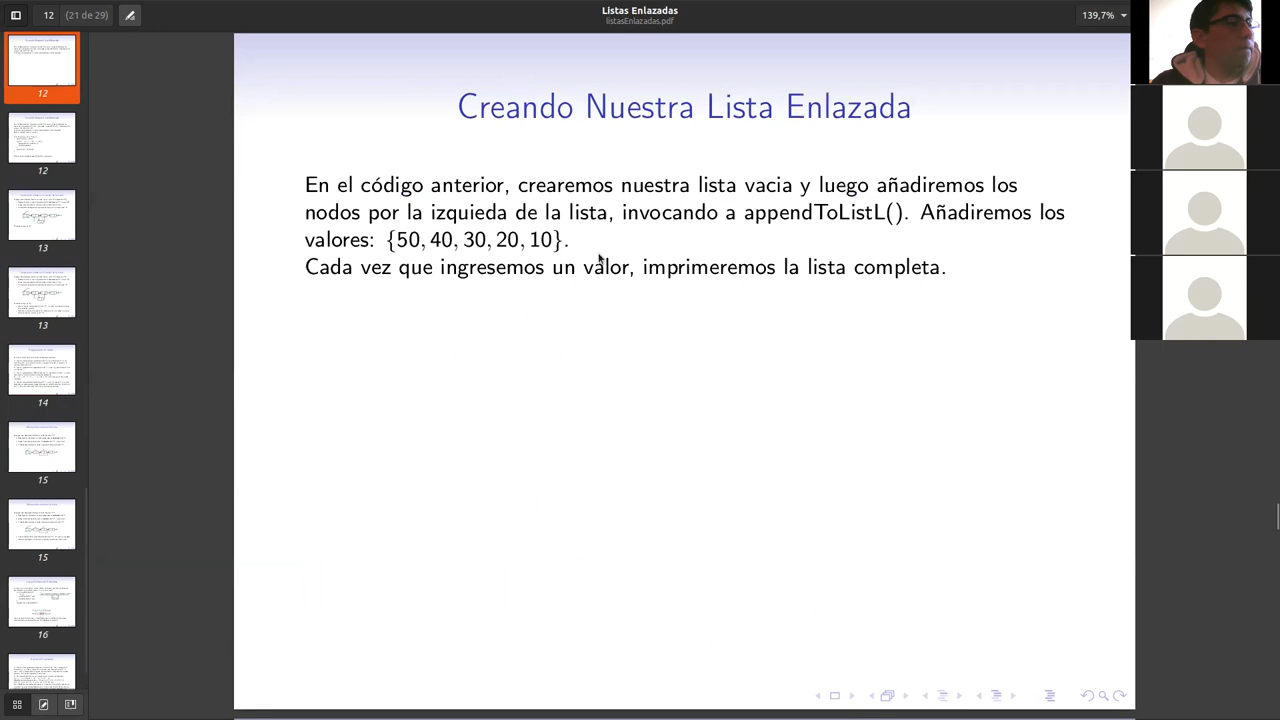 Listas Enlazadas
listasEnlazadas.pdf
12 (21 de 29)
139,7%
12
12
13
13
14
15
15
16
Creando Nuestra Lista Enlazada
En el código anterior, crearemos nuestra lista vacia y luego añadiremos los
nodos por la izquieda de la lista, invocando a appendToListL(). Añadiremos los
valores: {50, 40, 30, 20, 10}.
Cada vez que ingresemos un valor, imprimeremos la lista completa.